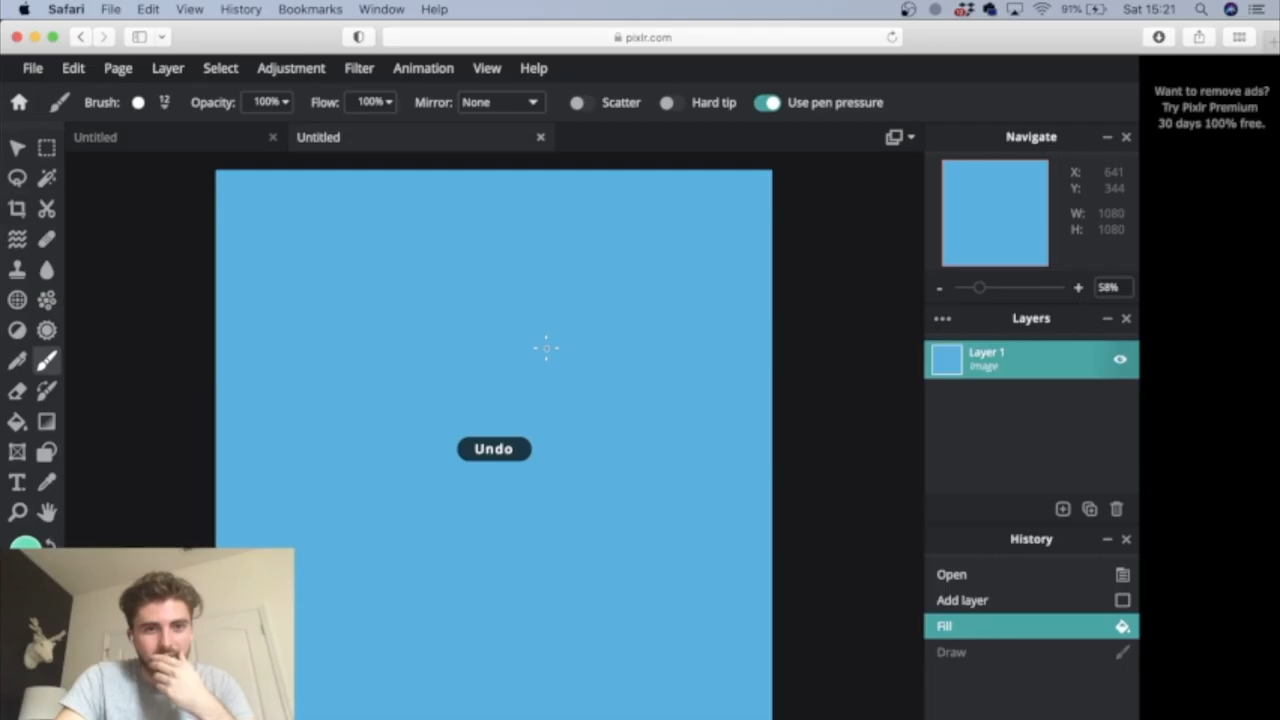 Safari File Edit View History Bookmarks Window Help 91% Sat 15:21
pixlr.com
File Edit Page Layer Select Adjustment Filter Animation View Help
Brush: 12 Opacity: 100% Flow: 100% Mirror: None Scatter Hard tip Use pen pressure
Untitled Untitled
Want to remove ads?
Try Pixlr Premium
30 days 100% free.
Navigate
X: 641
Y: 344
W: 1080
H: 1080
- + 58%
Layers
Layer 1
Image
Undo
T
History
Open
Add layer
Fill
Draw